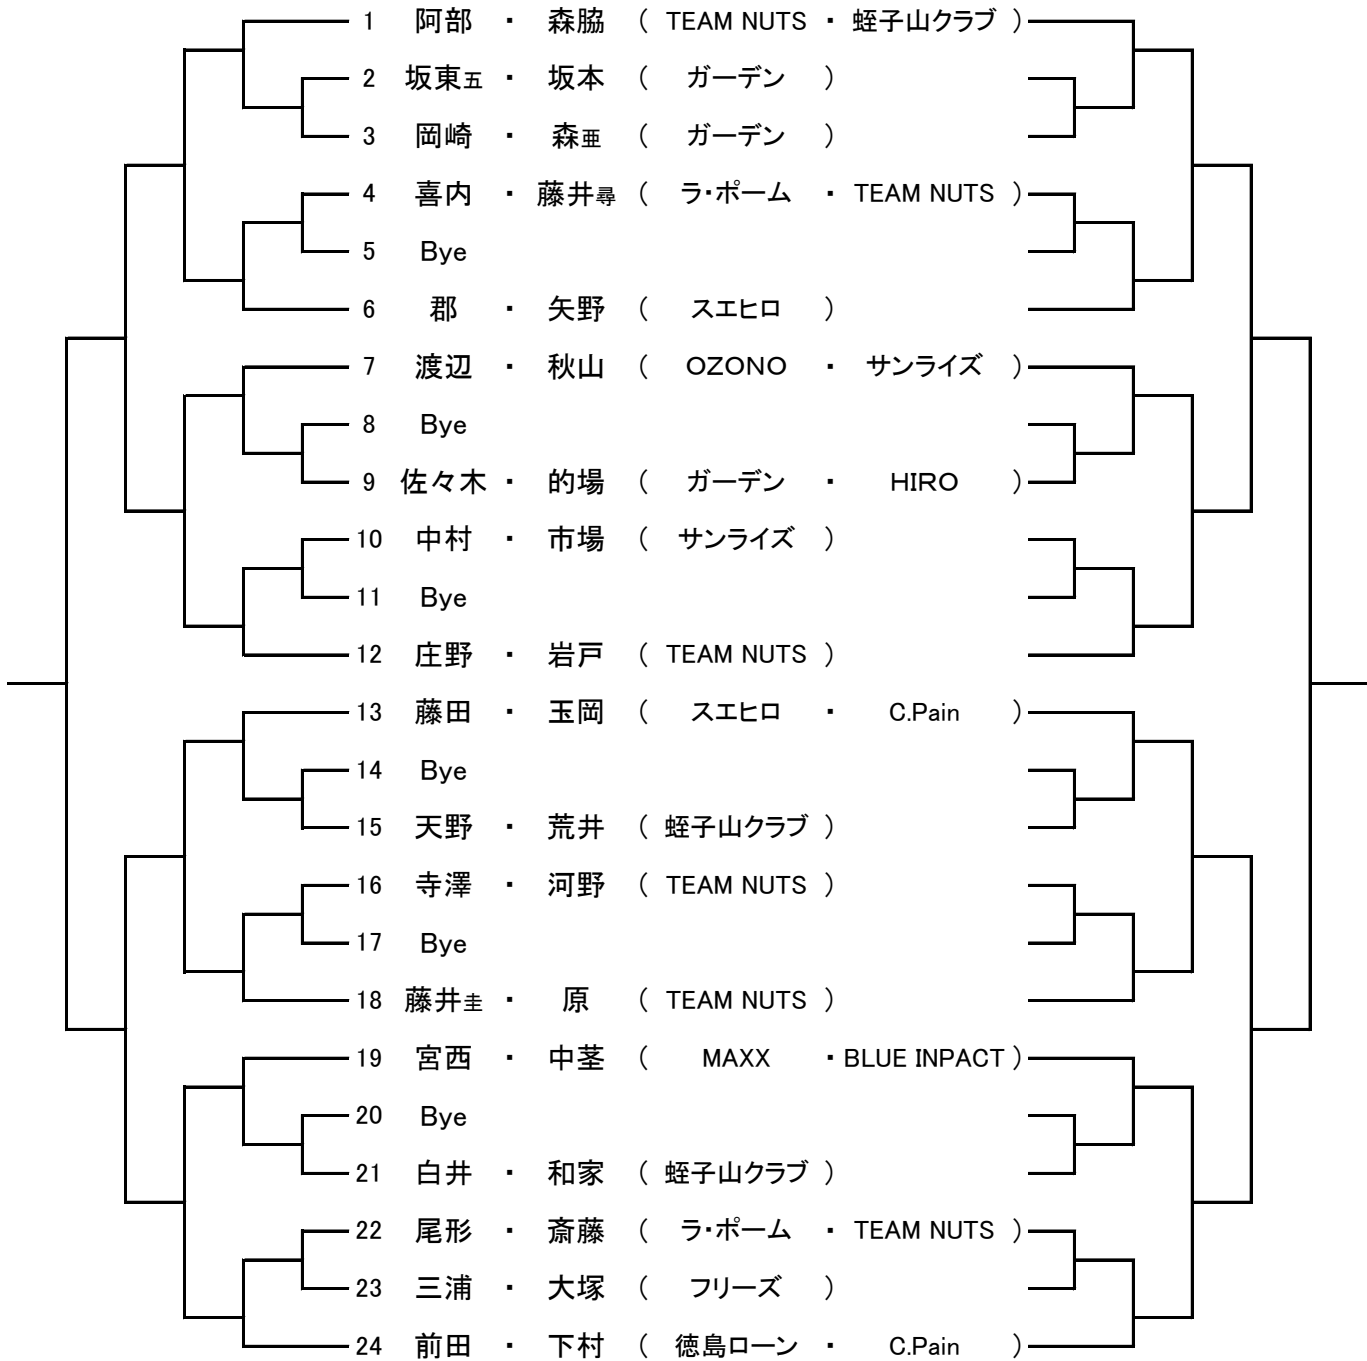 1 阿部 ・ 森脇 ( TEAM NUTS ・ 蛭子山クラブ )
2 坂東五 ・ 坂本 ( ガーデン )
3 岡崎 ・ 森亜 ( ガーデン )
4 喜内 ・ 藤井尋 ( ラ・ポーム ・ TEAM NUTS )
5 Bye
6 郡 ・ 矢野 ( スエヒロ )
7 渡辺 ・ 秋山 ( OZONO ・ サンライズ )
8 Bye
9 佐々木 ・ 的場 ( ガーデン ・ HIRO )
10 中村 ・ 市場 ( サンライズ )
11 Bye
12 庄野 ・ 岩戸 ( TEAM NUTS )
13 藤田 ・ 玉岡 ( スエヒロ ・ C.Pain )
14 Bye
15 天野 ・ 荒井 ( 蛭子山クラブ )
16 寺澤 ・ 河野 ( TEAM NUTS )
17 Bye
18 藤井圭 ・ 原 ( TEAM NUTS )
19 宮西 ・ 中茎 ( MAXX ・ BLUE INPACT )
20 Bye
21 白井 ・ 和家 ( 蛭子山クラブ )
22 尾形 ・ 斎藤 ( ラ・ポーム ・ TEAM NUTS )
23 三浦 ・ 大塚 ( フリーズ )
24 前田 ・ 下村 ( 徳島ローン ・ C.Pain )